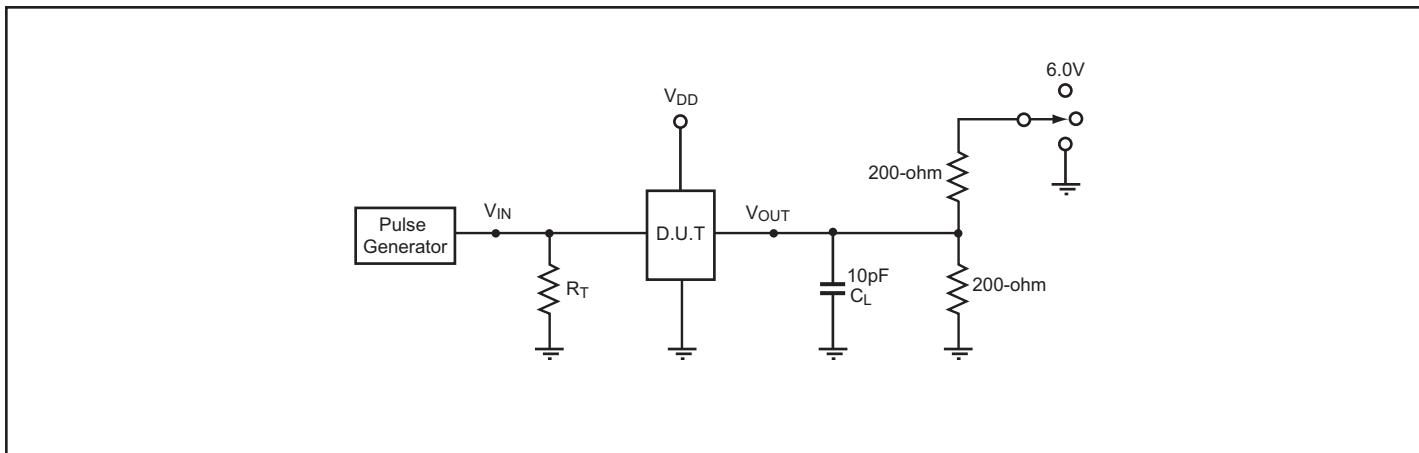 6.0V
VDD
200-ohm
Pulse
Generator
VIN
D.U.T
VOUT
RT
10pF
CL
200-ohm